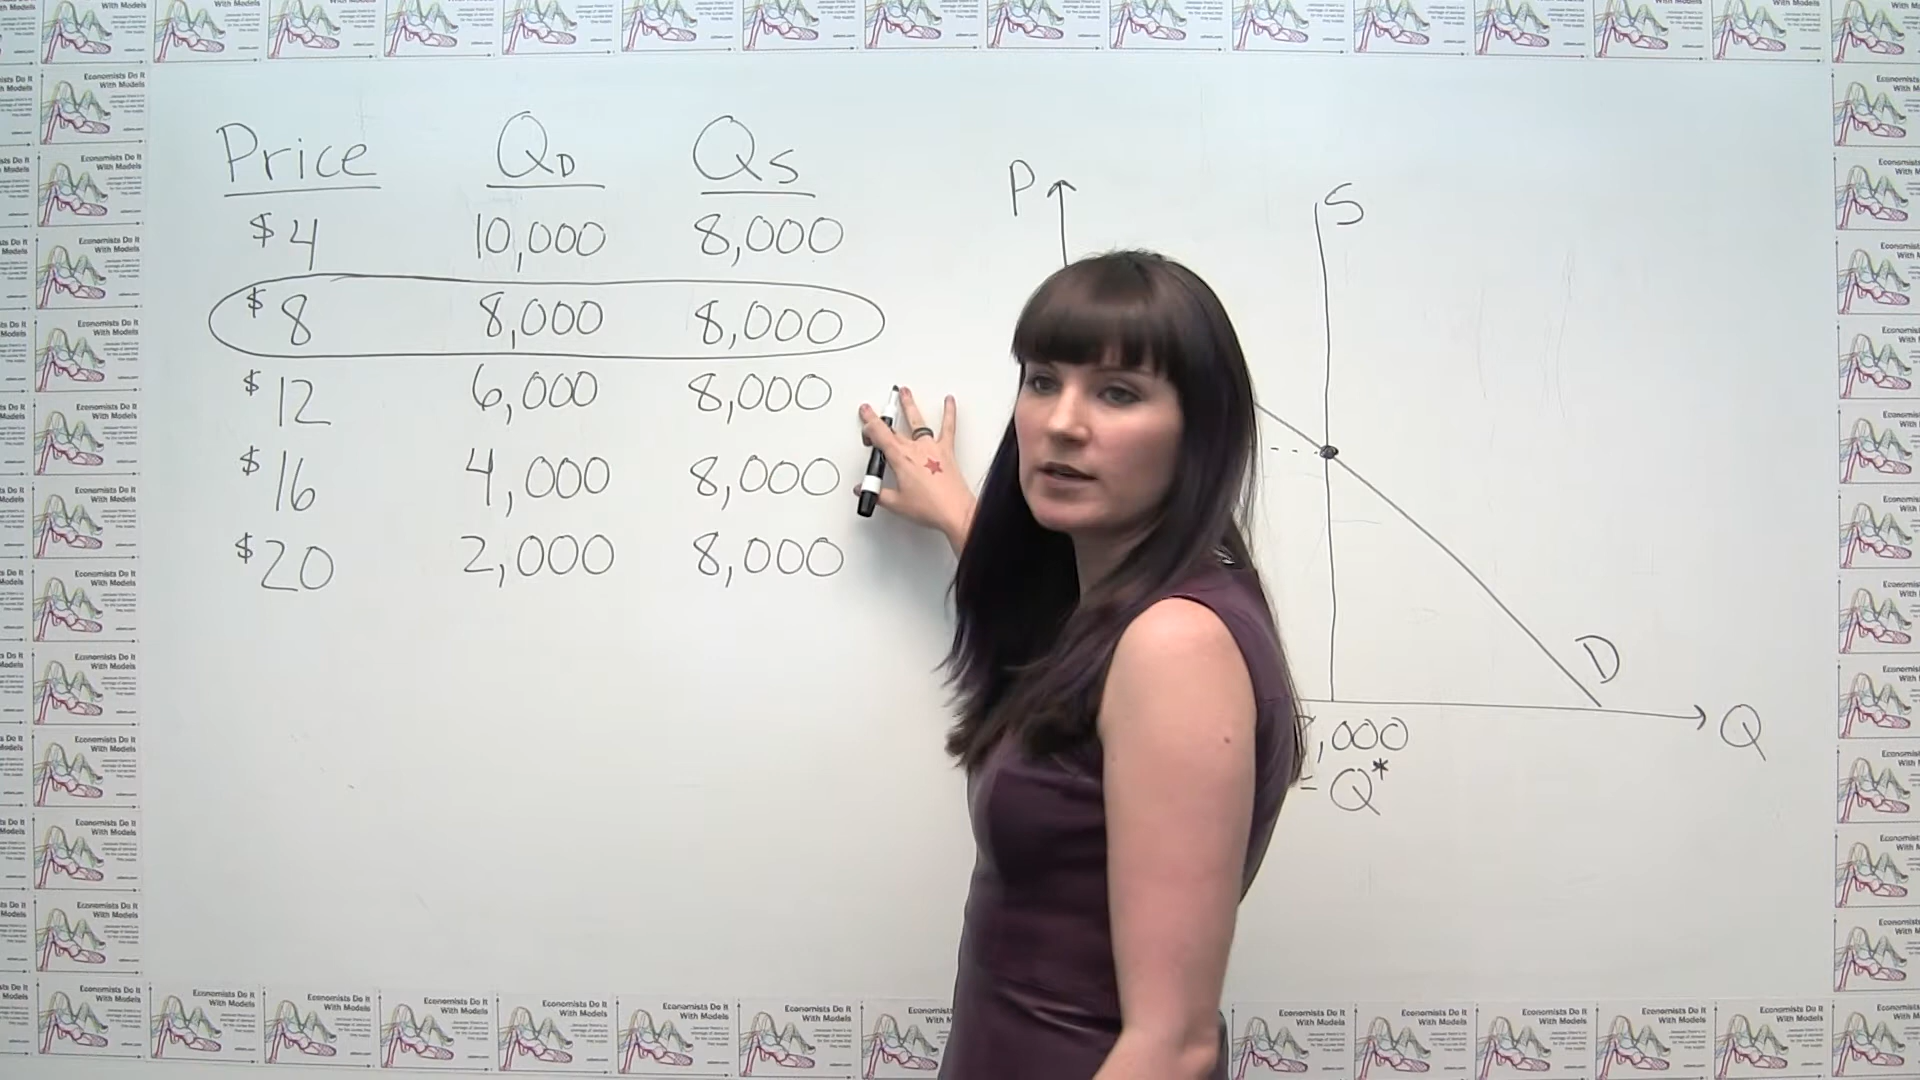 Price QD QS
$4 10,000 8,000
$8 8,000 8,000
$12 6,000 8,000
$16 4,000 8,000
$20 2,000 8,000
P
S
D
,000
= Q*
Q
Economists Do It
With Models